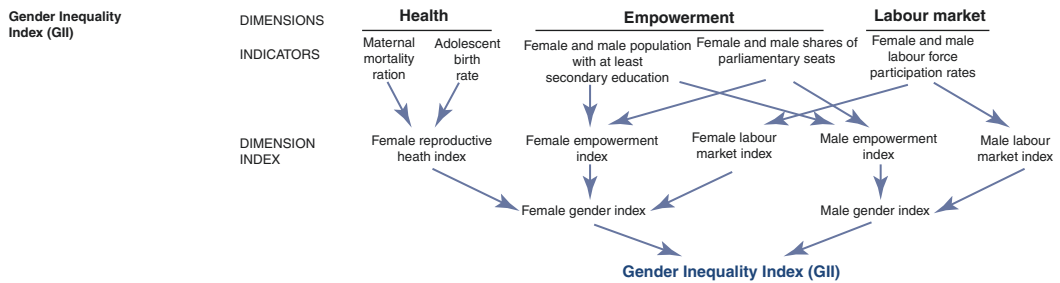 Gender Inequality
Index (GII)
DIMENSIONS
Health
Empowerment
Labour market
INDICATORS
Maternal
mortality
ration
Adolescent
birth
rate
Female and male population
with at least
secondary education
Female and male shares of
parliamentary seats
Female and male
labour force
participation rates
DIMENSION
INDEX
Female reproductive
heath index
Female empowerment
index
Female labour
market index
Male empowerment
index
Male labour
market index
Female gender index
Male gender index
Gender Inequality Index (GII)